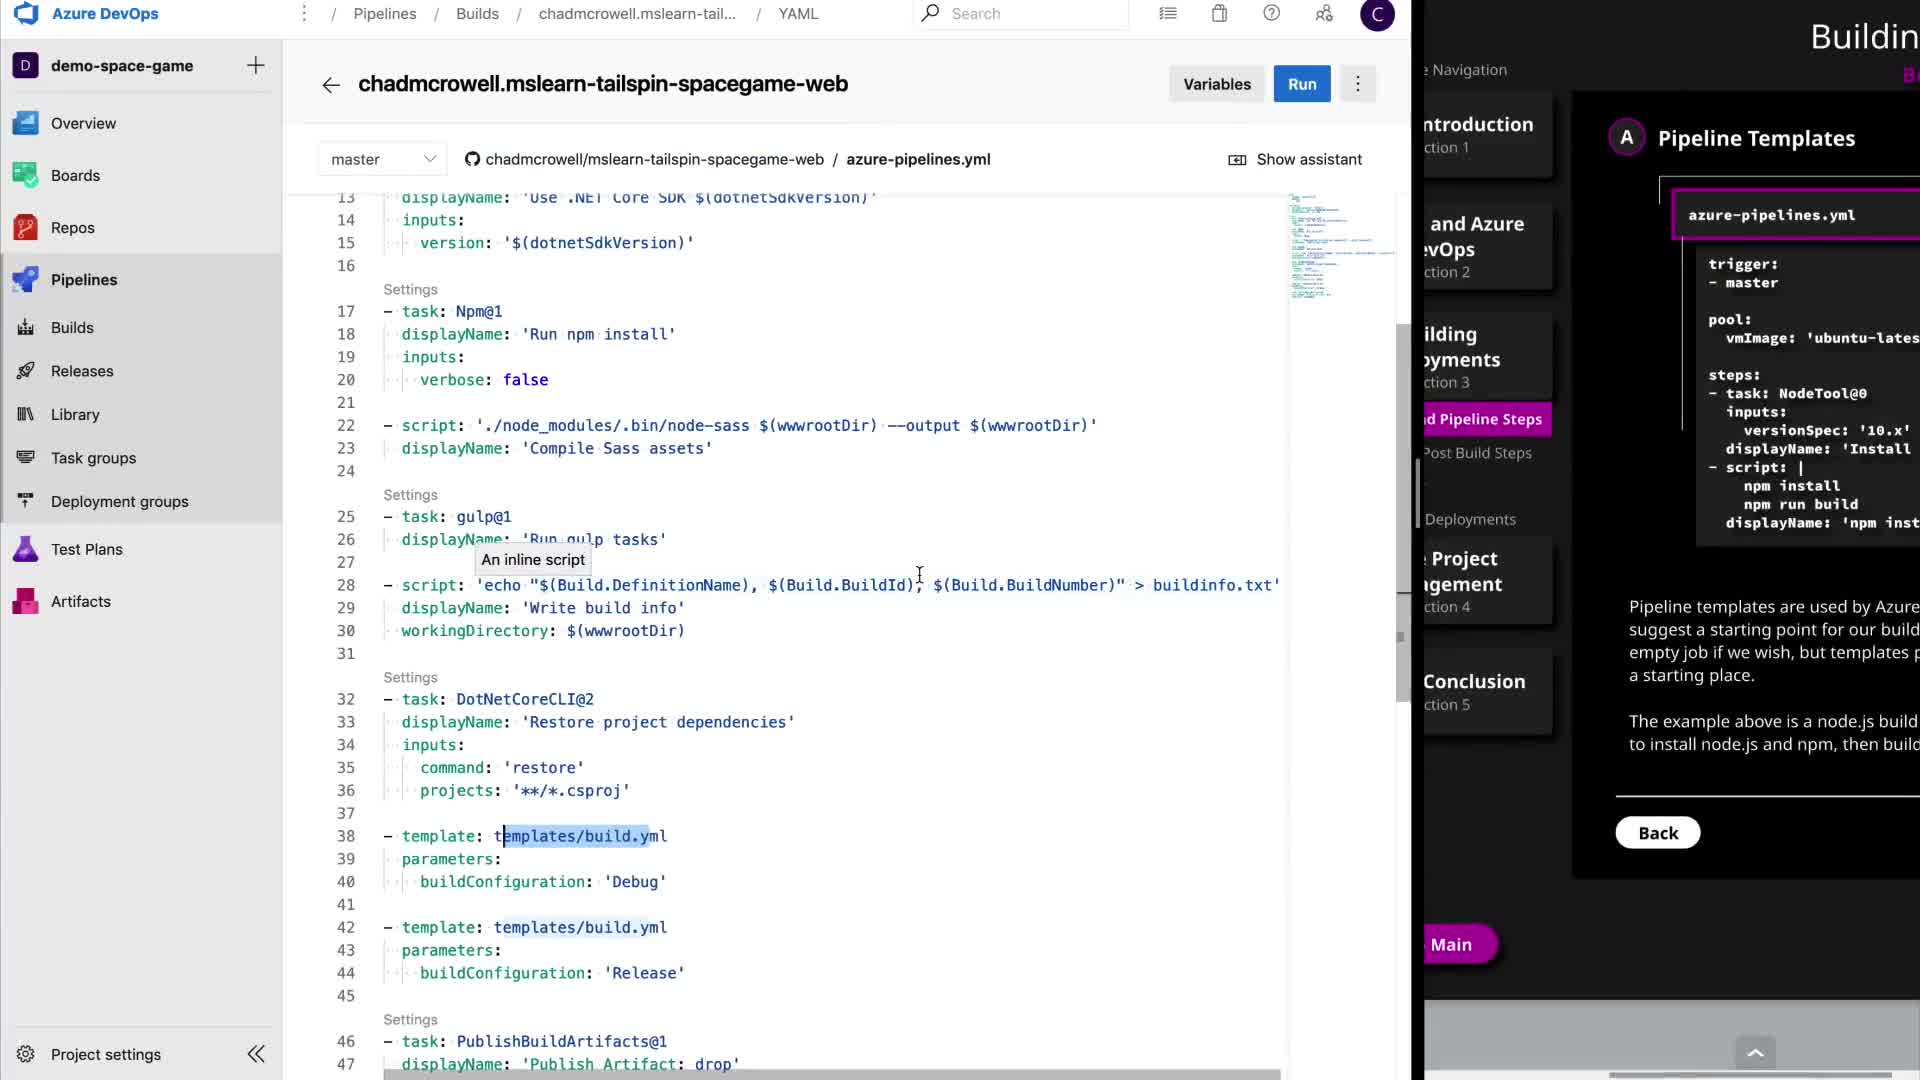 Azure DevOps
/ Pipelines / Builds / chadmcrowell.mslearn-tail... / YAML
Search
C
D demo-space-game
Overview
Boards
Repos
Pipelines
Builds
Releases
Library
Task groups
Deployment groups
Test Plans
Artifacts
Project settings
chadmcrowell.mslearn-tailspin-spacegame-web
Variables
Run
master
chadmcrowell/mslearn-tailspin-spacegame-web / azure-pipelines.yml
Show assistant
13 displayName: 'Use .NET Core SDK $(dotnetSdkVersion)'
14 inputs:
15 version: '$(dotnetSdkVersion)'
16
Settings
17 - task: Npm@1
18 displayName: 'Run npm install'
19 inputs:
20 verbose: false
21
22 - script: './node_modules/.bin/node-sass $(wwwrootDir) --output $(wwwrootDir)'
23 displayName: 'Compile Sass assets'
24
Settings
25 - task: gulp@1
26 displayName: 'Run gulp tasks'
An inline script
27
28 - script: 'echo "$(Build.DefinitionName), $(Build.BuildId), $(Build.BuildNumber)" > buildinfo.txt'
29 displayName: 'Write build info'
30 workingDirectory: $(wwwrootDir)
31
Settings
32 - task: DotNetCoreCLI@2
33 displayName: 'Restore project dependencies'
34 inputs:
35 command: 'restore'
36 projects: '**/*.csproj'
37
38 - template: templates/build.yml
39 parameters:
40 buildConfiguration: 'Debug'
41
42 - template: templates/build.yml
43 parameters:
44 buildConfiguration: 'Release'
45
Settings
46 - task: PublishBuildArtifacts@1
47 displayName: 'Publish Artifact: drop'
Buildin
e Navigation
ntroduction
ction 1
and Azure
evOps
ction 2
ilding
oyments
ction 3
nd Pipeline Steps
Post Build Steps
Deployments
e Project
agement
ction 4
Conclusion
ction 5
Main
A Pipeline Templates
azure-pipelines.yml
trigger:
- master
pool:
vmImage: 'ubuntu-lates
steps:
- task: NodeTool@0
inputs:
versionSpec: '10.x'
displayName: 'Install
- script: |
npm install
npm run build
displayName: 'npm inst
Pipeline templates are used by Azure
suggest a starting point for our build
empty job if we wish, but templates p
a starting place.
The example above is a node.js build
to install node.js and npm, then build
Back